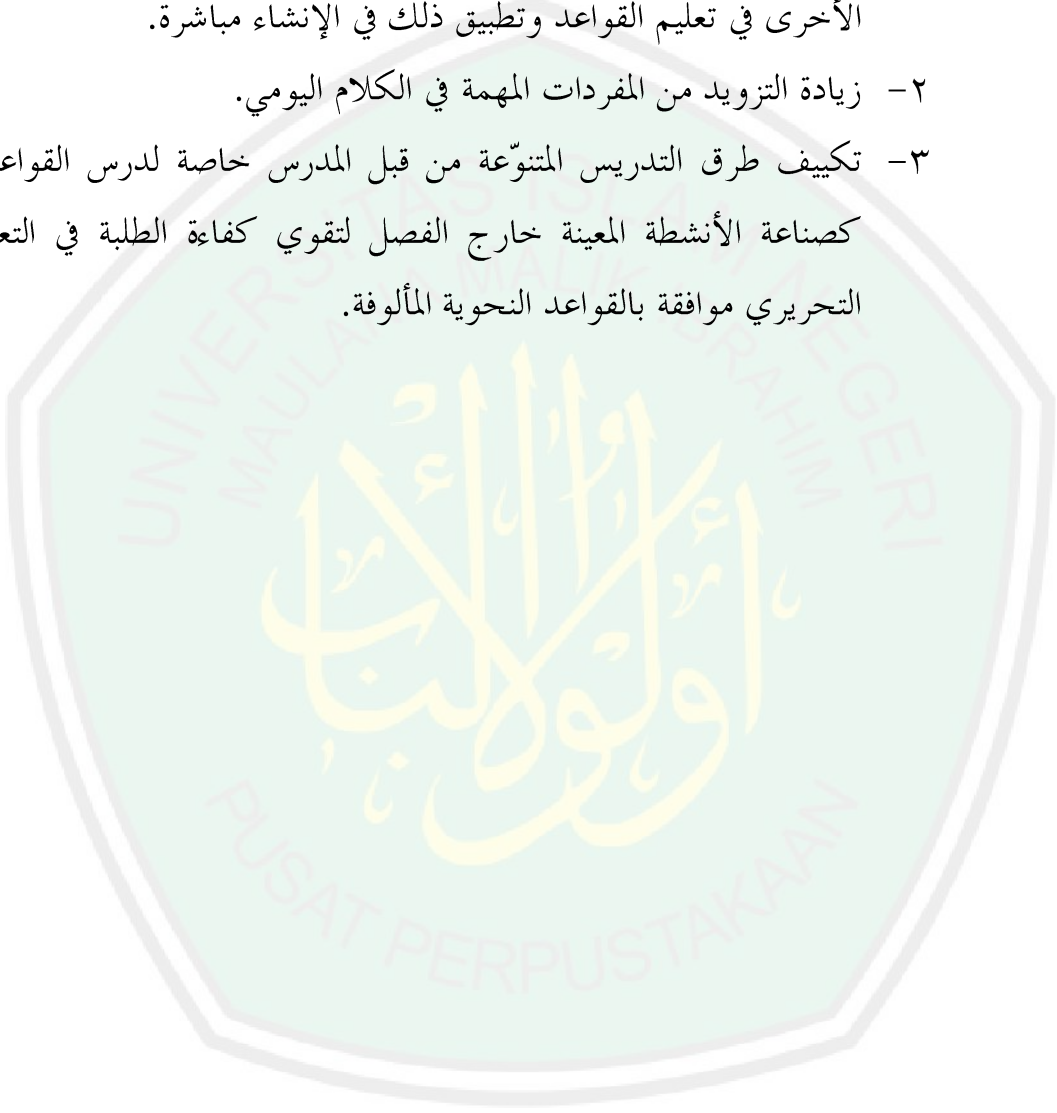 الأخرى في تعليم القواعد وتطبيق ذلك في الإنشاء مباشرة.
٢- زيادة التزويد من المفردات المهمة في الكلام اليومي.
٣- تكييف طرق التدريس المتنوّعة من قبل المدرس خاصة لدرس
كصناعة الأنشطة المعينة خارج الفصل لتقوي كفاءة الطلبة في
التحريري موافقة بالقواعد النحوية المألوفة.
UNIVERSITAS ISLAM NEGERI
MAULANA MALIK IBRAHIM
أولو الألباب
PUSAT PERPUSTAKAAN